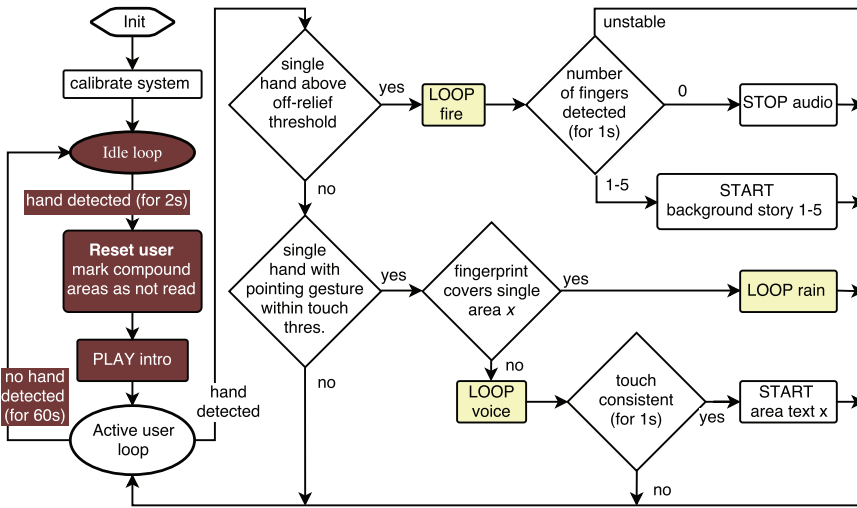 Init
calibrate system
Idle loop
hand detected (for 2s)
Reset user
mark compound
areas as not read
PLAY intro
no hand
detected
(for 60s)
Active user
loop
hand
detected
single
hand above
off-relief
threshold
yes
no
LOOP
fire
number
of fingers
detected
(for 1s)
unstable
0
STOP audio
1-5
START
background story 1-5
single
hand with
pointing gesture
within touch
thres.
yes
no
fingerprint
covers single
area x
yes
LOOP rain
no
LOOP
voice
touch
consistent
(for 1s)
yes
START
area text x
no